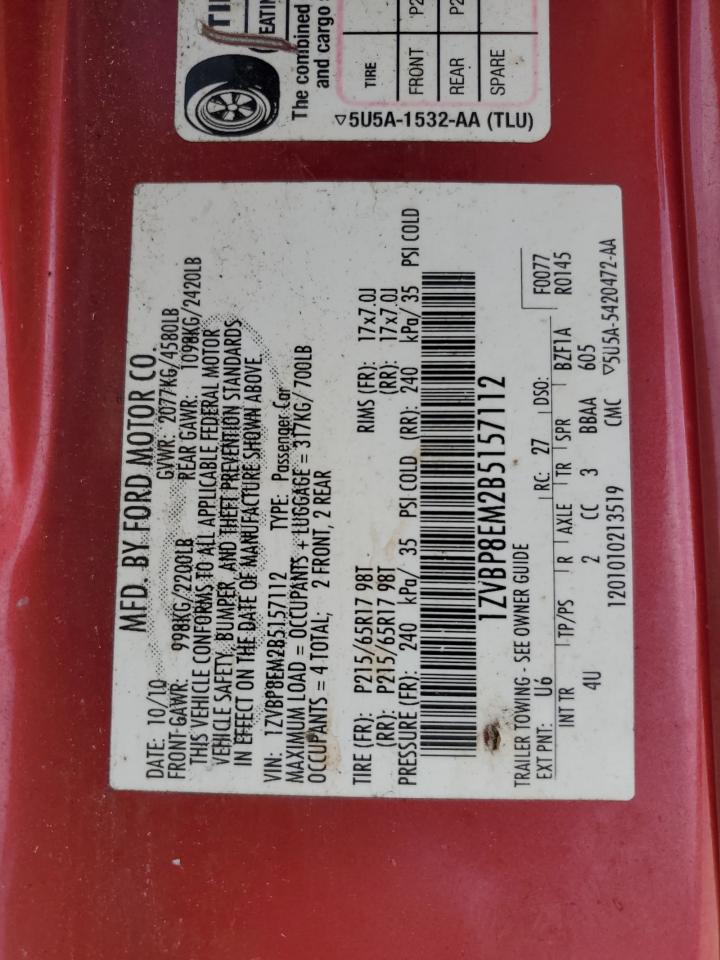 MFD. BY FORD MOTOR CO.
DATE: 10/10 GVWR: 2077KG/4580LB
FRONT GAWR: 998KG/2200LB REAR GAWR: 1098KG/2420LB
THIS VEHICLE CONFORMS TO ALL APPLICABLE FEDERAL MOTOR
VEHICLE SAFETY, BUMPER, AND THEFT PREVENTION STANDARDS
IN EFFECT ON THE DATE OF MANUFACTURE SHOWN ABOVE.
VIN: 1ZVBP8EM2B5157112 TYPE: Passenger Car
MAXIMUM LOAD = OCCUPANTS + LUGGAGE = 317KG/700LB
OCCUPANTS = 4 TOTAL; 2 FRONT, 2 REAR
TIRE (FR): P215/65R17 98T RIMS (FR): 17x7.0J
(RR): P215/65R17 98T (RR): 17x7.0J
PRESSURE (FR): 240 kPa/ 35 PSI COLD (RR): 240 kPa/ 35 PSI COLD
1ZVBP8EM2B5157112
TRAILER TOWING - SEE OWNER GUIDE
EXT PNT: U6 RC: 27 DSO: F0077
R0145
INT TR TP/PS R AXLE TR SPR BZF1A
4U 2 CC 3 BBAA 605
1201010213519 CMC ▽5U5A-5420472-AA
The combined
and cargo s
TIRE
FRONT
REAR
SPARE
▽5U5A-1532-AA (TLU)